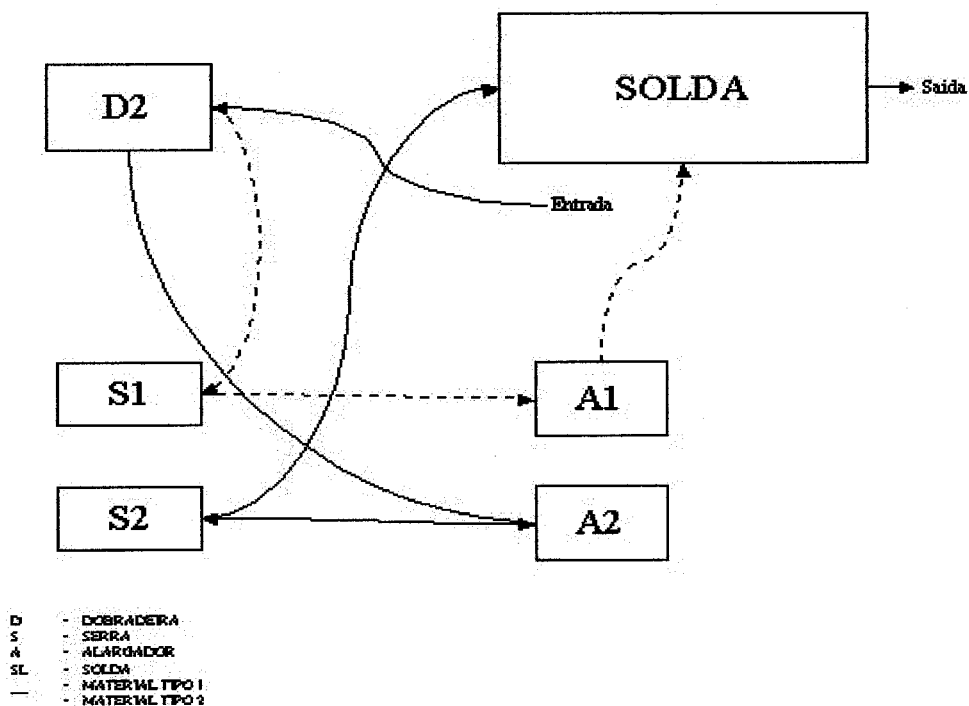 D2
SOLDA
Saída
Entrada
S1
A1
S2
A2
D - DOBRADEIRA
S - SERRA
A - ALARGADOR
SL - SOLDA
__ - MATERIAL TIPO 1
- MATERIAL TIPO 2